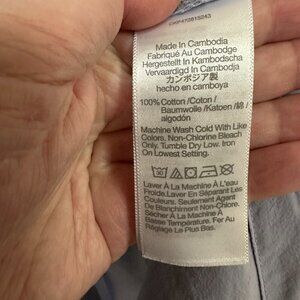 Made In Cambodia
Fabriqué Au Cambodge
Hergestellt In Kambodscha
Vervaardigd In Cambodja
カンボジア製
hecho en camboya
100% Cotton /Coton /
Baumwolle /Katoen /綿 /
algodón
Machine Wash Cold With Like
Colors. Non-Chlorine Bleach
Only. Tumble Dry Low. Iron
On Lowest Setting.
Laver À La Machine À L'eau
Froide.Laver En Séparant Les
Couleurs. Seulement Agent
De Blanchiment Non-Chlore.
Sécher À La Machine À
Basse Température. Fer Au
Réglage Le Plus Bas.